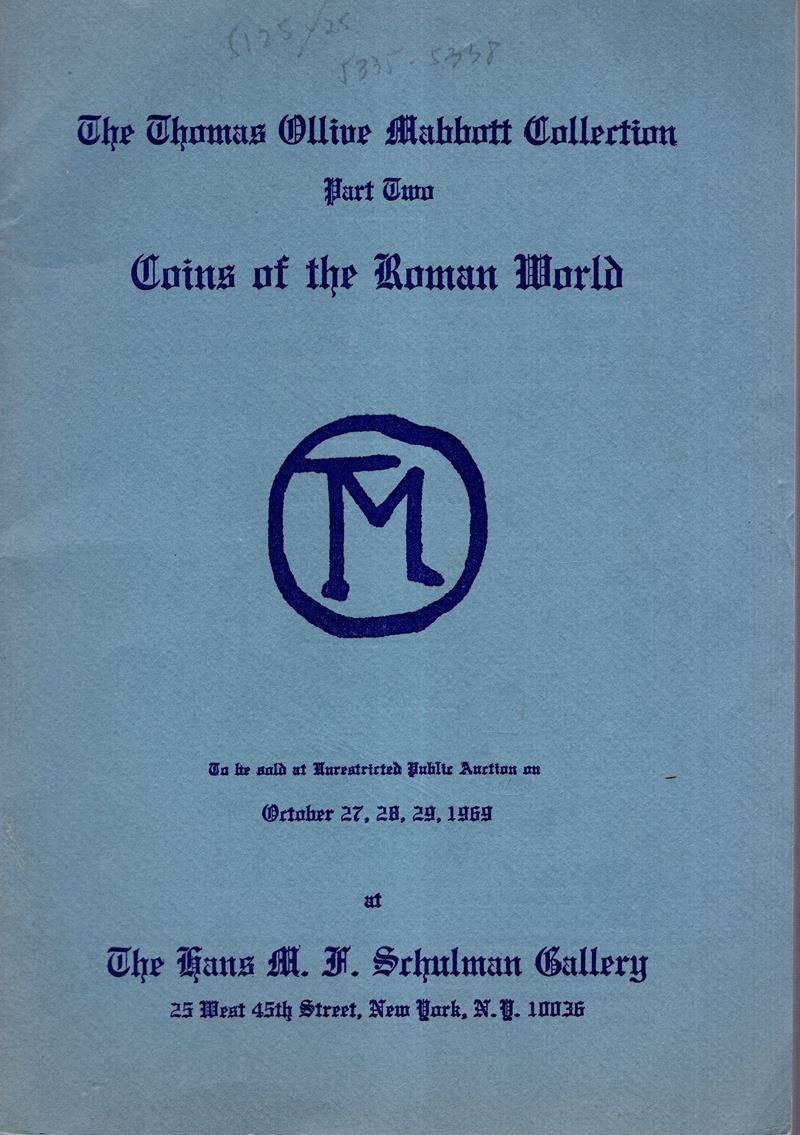 5125/25
5335-5338
The Thomas Ollive Mabbott Collection
Part Two
Coins of the Roman World
TM
To be sold at Unrestricted Public Auction on
October 27, 28, 29, 1969
at
The Hans M. F. Schulman Gallery
25 West 45th Street, New York, N.Y. 10036